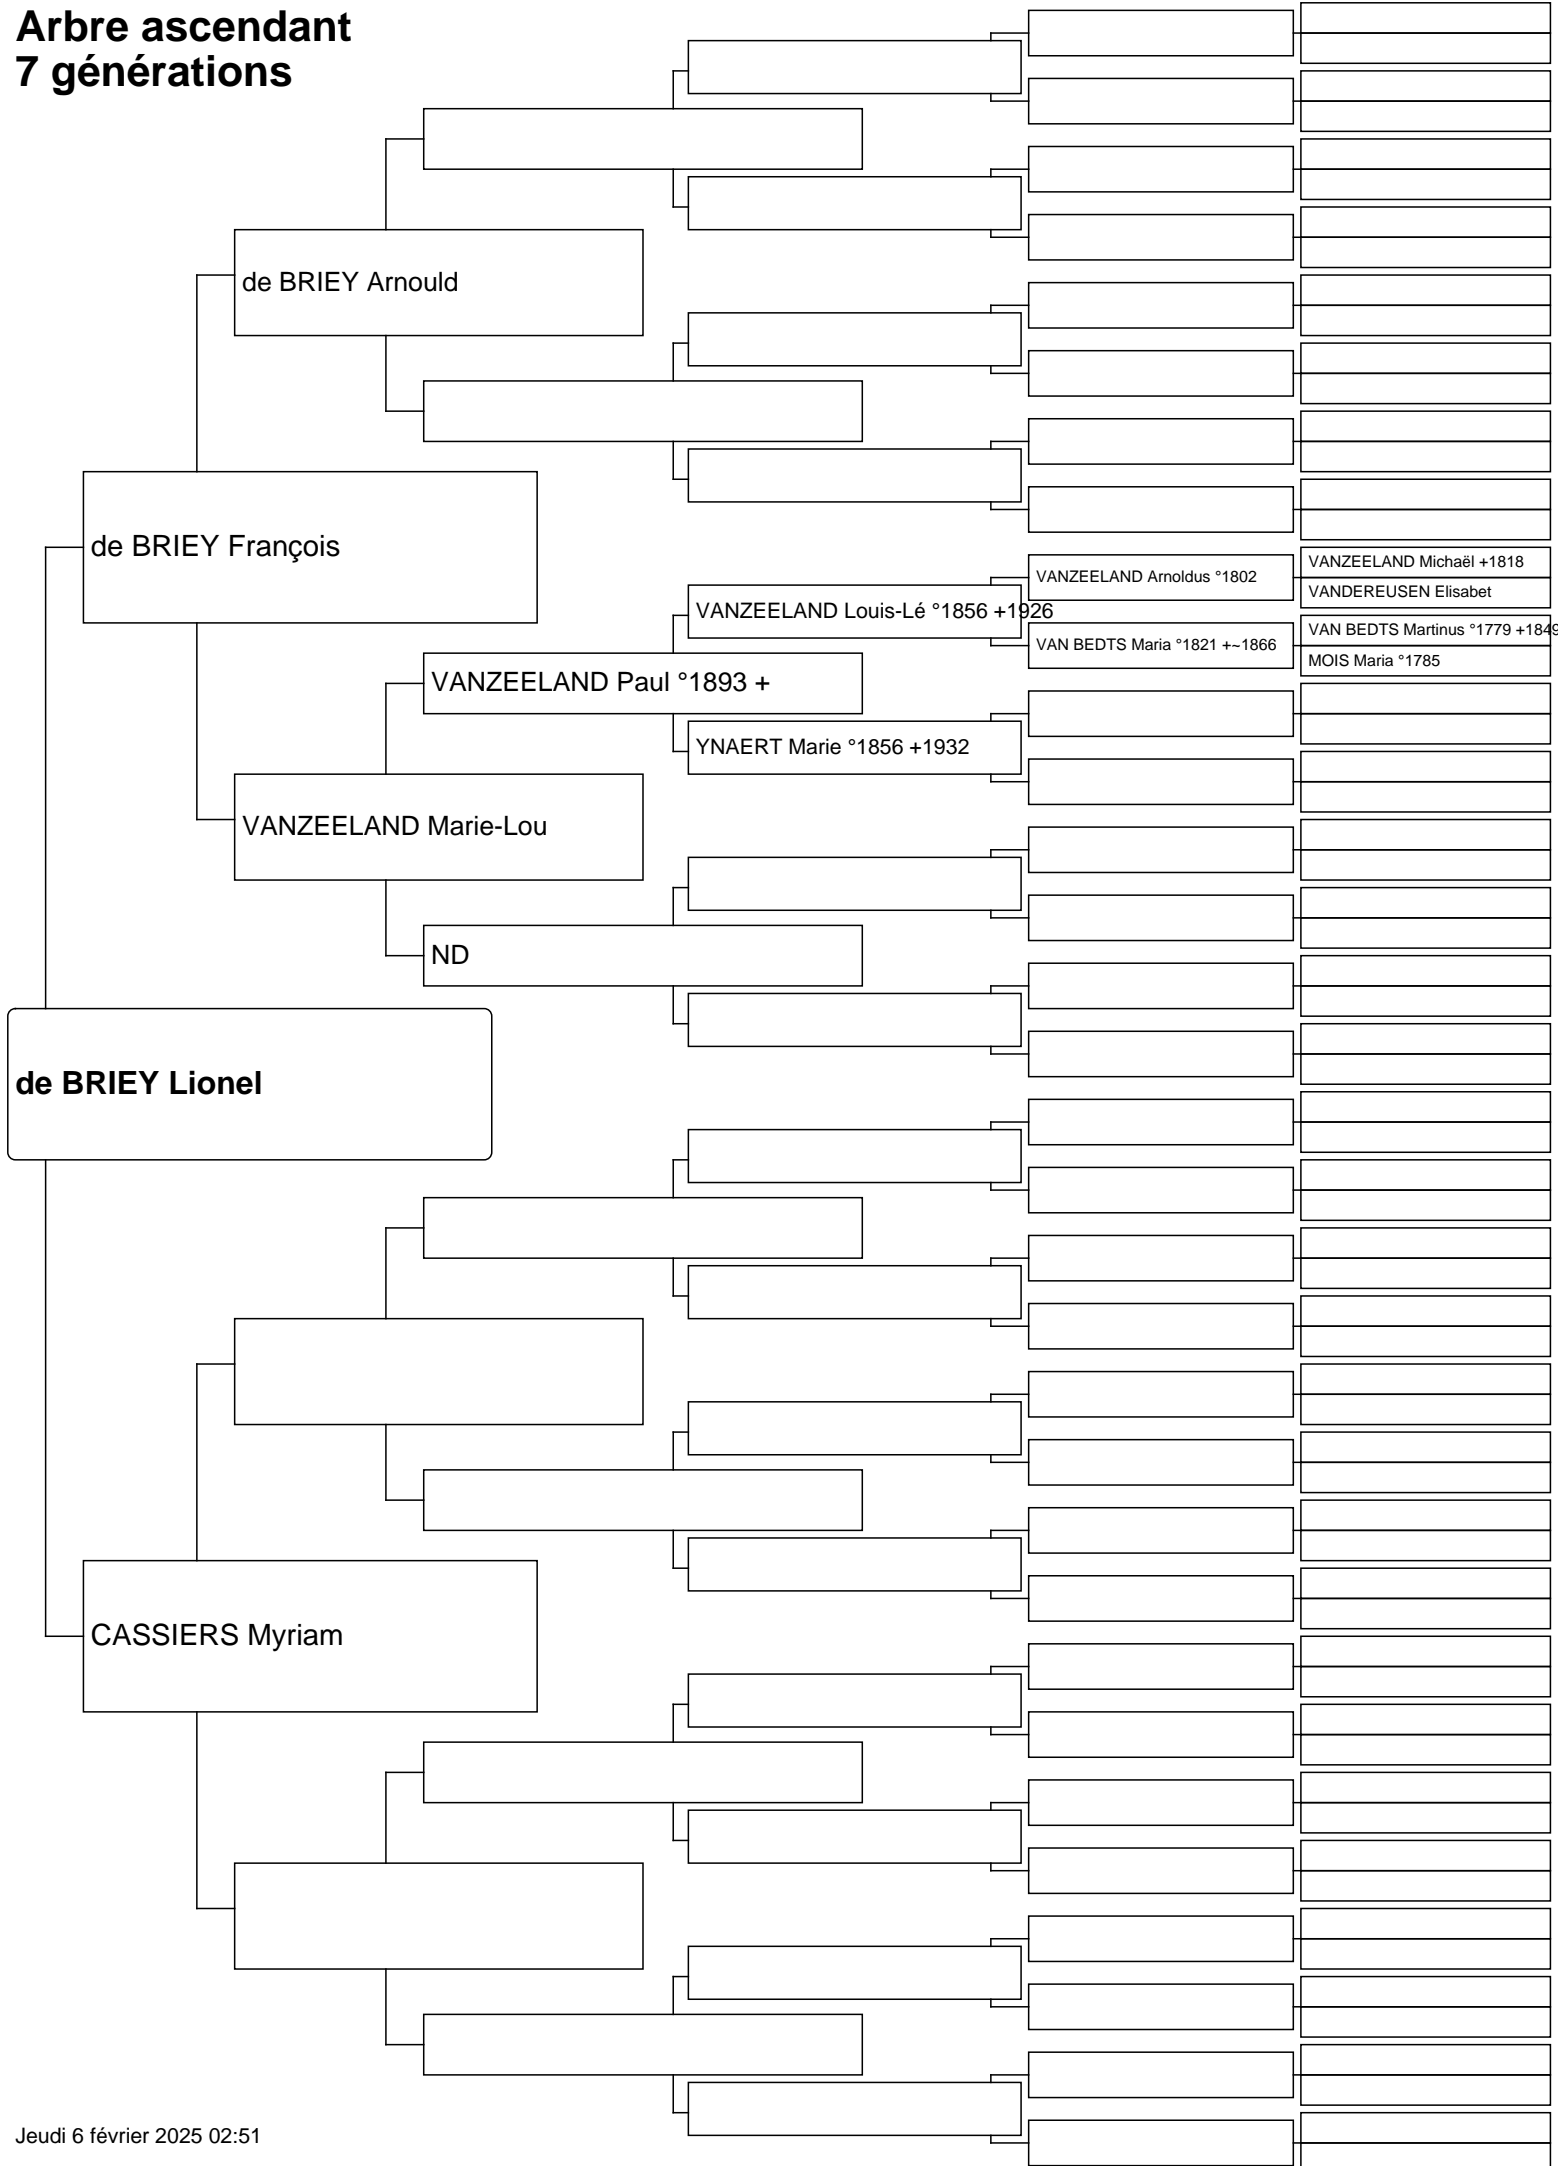 Arbre ascendant
7 générations
de BRIEY Arnould
de BRIEY François
VANZEELAND Michaël +1818
VANZEELAND Arnoldus °1802
VANDEREUSEN Elisabet
VANZEELAND Louis-Lé °1856 +1926
VAN BEDTS Martinus °1779 +1849
VAN BEDTS Maria °1821 +~1866
MOIS Maria °1785
VANZEELAND Paul °1893 +
YNAERT Marie °1856 +1932
VANZEELAND Marie-Lou
ND
de BRIEY Lionel
CASSIERS Myriam
Jeudi 6 février 2025 02:51